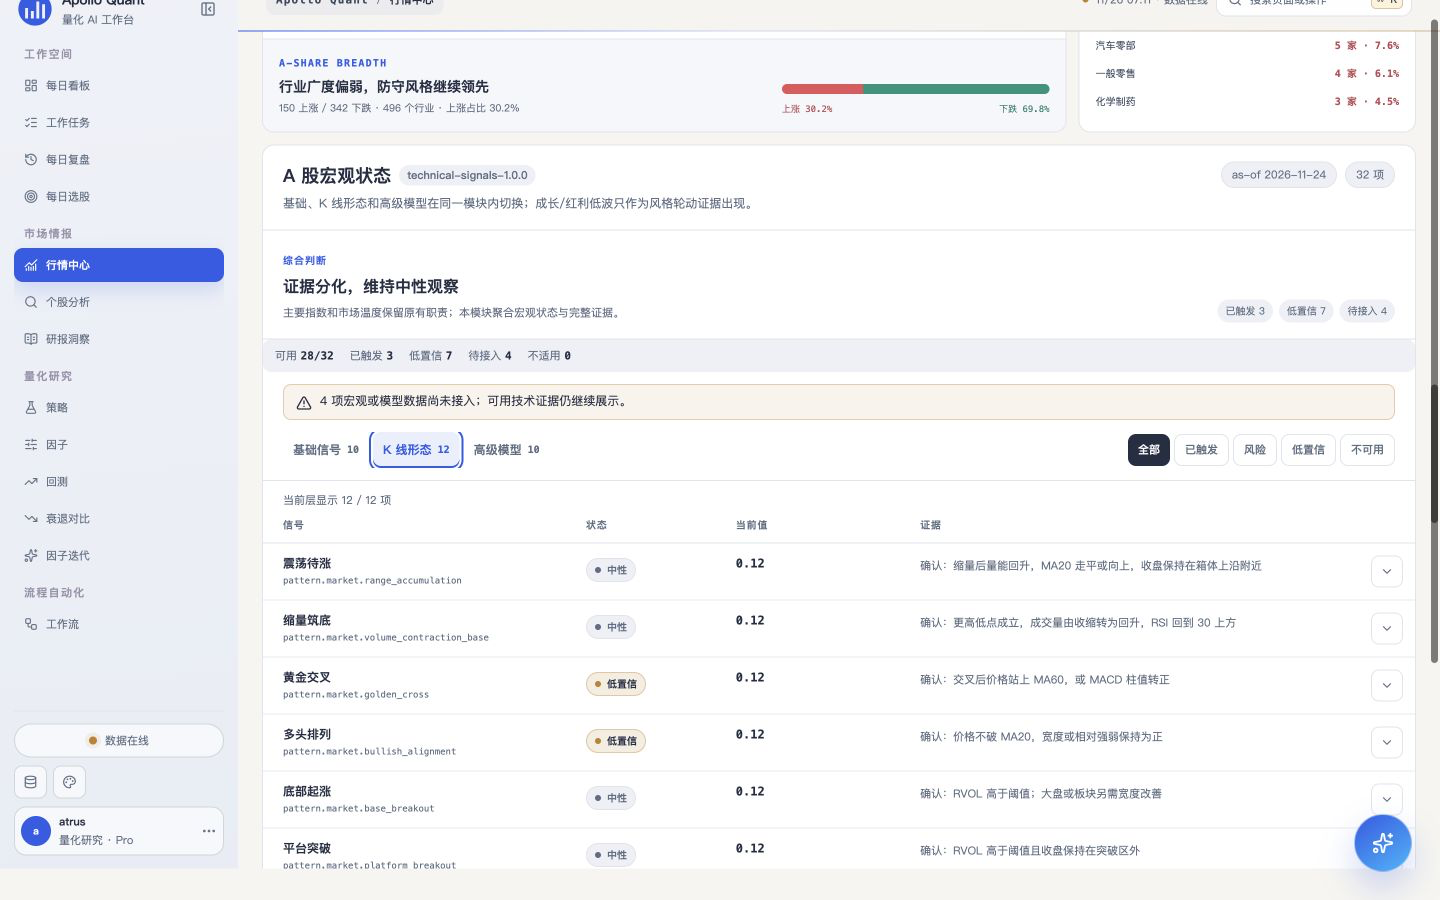 Apollo Quant
量化 AI 工作台
工作空间
每日看板
工作任务
每日复盘
每日选股
市场情报
行情中心
个股分析
研报洞察
量化研究
策略
因子
回测
衰退对比
因子迭代
流程自动化
工作流
数据在线
a
atrus
量化研究 · Pro
Apollo Quant / 行情中心
11/26 07:11 · 数据在线
搜索页面或操作
⌘ K
A-SHARE BREADTH
行业广度偏弱，防守风格继续领先
150 上涨 / 342 下跌 · 496 个行业 · 上涨占比 30.2%
上涨 30.2%
下跌 69.8%
汽车零部 5 家 · 7.6%
一般零售 4 家 · 6.1%
化学制药 3 家 · 4.5%
A 股宏观状态 technical-signals-1.0.0
as-of 2026-11-24 32 项
基础、K 线形态和高级模型在同一模块内切换；成长/红利低波只作为风格轮动证据出现。
综合判断
证据分化，维持中性观察
主要指数和市场温度保留原有职责；本模块聚合宏观状态与完整证据。
已触发 3 低置信 7 待接入 4
可用 28/32 已触发 3 低置信 7 待接入 4 不适用 0
4 项宏观或模型数据尚未接入；可用技术证据仍继续展示。
基础信号 10 K 线形态 12 高级模型 10
全部 已触发 风险 低置信 不可用
当前层显示 12 / 12 项
信号 状态 当前值 证据
震荡待涨 中性 0.12 确认：缩量后量能回升，MA20 走平或向上，收盘保持在箱体上沿附近
pattern.market.range_accumulation
缩量筑底 中性 0.12 确认：更高低点成立，成交量由收缩转为回升，RSI 回到 30 上方
pattern.market.volume_contraction_base
黄金交叉 低置信 0.12 确认：交叉后价格站上 MA60，或 MACD 柱值转正
pattern.market.golden_cross
多头排列 低置信 0.12 确认：价格不破 MA20，宽度或相对强弱保持为正
pattern.market.bullish_alignment
底部起涨 中性 0.12 确认：RVOL 高于阈值；大盘或板块另需宽度改善
pattern.market.base_breakout
平台突破 中性 0.12 确认：RVOL 高于阈值且收盘保持在突破区外
pattern.market.platform_breakout